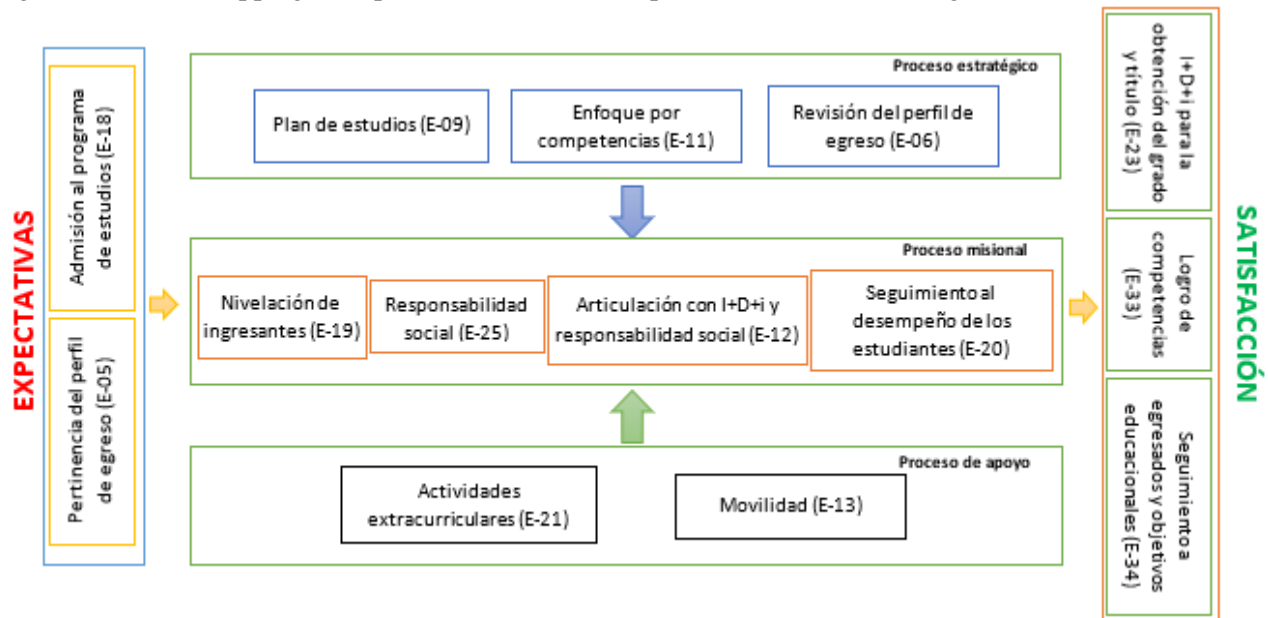 EXPECTATIVAS
Admisión al programa
de estudios (E-18)
Pertinencia del perfil
de egreso (E-05)
Proceso estratégico
Plan de estudios (E-09)
Enfoque por
competencias (E-11)
Revisión del perfil de
egreso (E-06)
Proceso misional
Nivelación de
ingresantes (E-19)
Responsabilidad
social (E-25)
Articulación con I+D+i y
responsabilidad social (E-12)
Seguimiento al
desempeño de los
estudiantes (E-20)
Proceso de apoyo
Actividades
extracurriculares (E-21)
Movilidad (E-13)
I+D+i para la
obtención del grado
y título (E-23)
Logro de
competencias
(E-33)
Seguimiento a
egresados y objetivos
educacionales (E-34)
SATISFACCIÓN